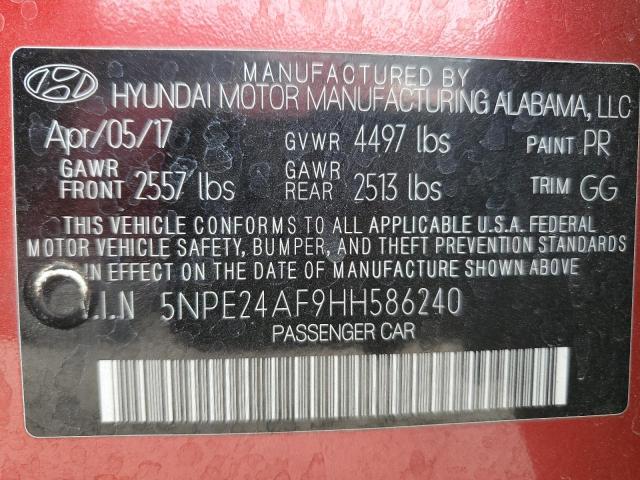 MANUFACTURED BY
HYUNDAI MOTOR MANUFACTURING ALABAMA, LLC
Apr/05/17 GVWR 4497 lbs PAINT PR
GAWR FRONT 2557 lbs GAWR REAR 2513 lbs TRIM GG
THIS VEHICLE CONFORMS TO ALL APPLICABLE U.S.A. FEDERAL
MOTOR VEHICLE SAFETY, BUMPER, AND THEFT PREVENTION STANDARDS
IN EFFECT ON THE DATE OF MANUFACTURE SHOWN ABOVE.
V.I.N 5NPE24AF9HH586240
PASSENGER CAR